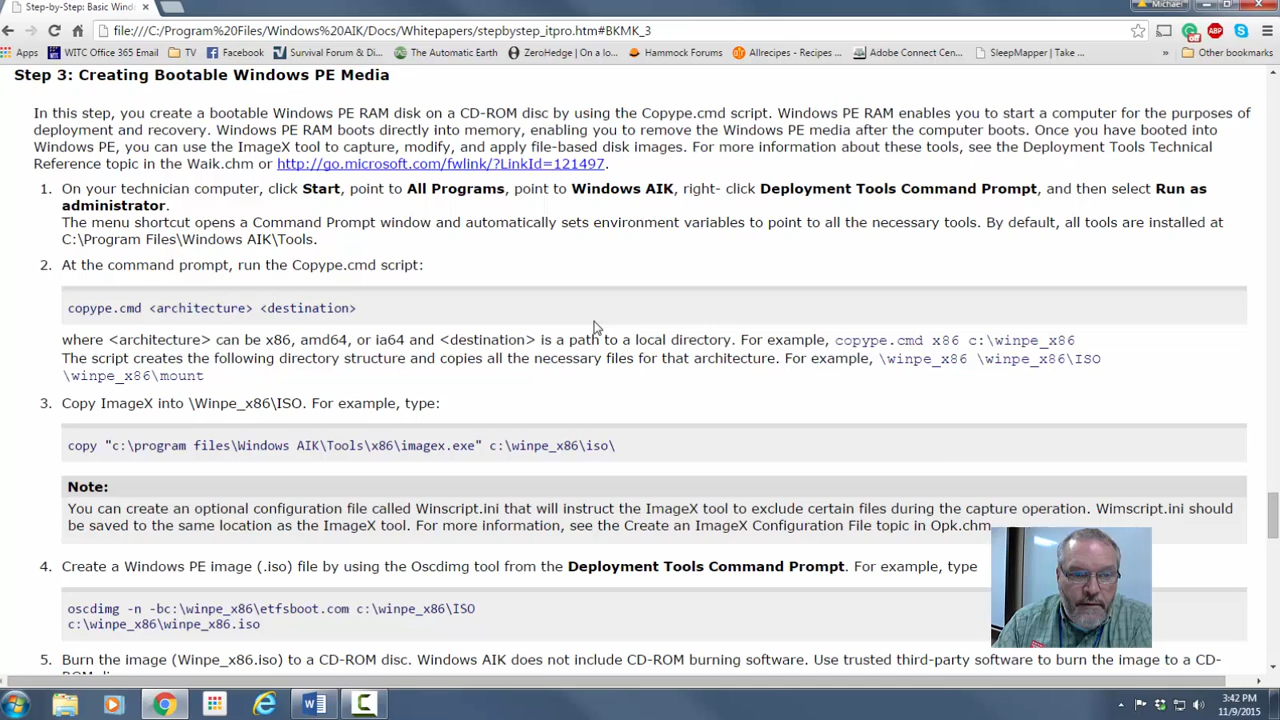 Step-by-Step: Basic Wind
Michael
file:///C:/Program%20Files/Windows%20AIK/Docs/Whitepapers/stepbystep_itpro.htm#BKMK_3
Apps WITC Office 365 Email TV Facebook Survival Forum & Di... The Automatic Earth ZeroHedge | On a lo... Hammock Forums Allrecipes - Recipes ... Adobe Connect Cen... SleepMapper | Take ... » Other bookmarks
Step 3: Creating Bootable Windows PE Media
In this step, you create a bootable Windows PE RAM disk on a CD-ROM disc by using the Copype.cmd script. Windows PE RAM enables you to start a computer for the purposes of
deployment and recovery. Windows PE RAM boots directly into memory, enabling you to remove the Windows PE media after the computer boots. Once you have booted into
Windows PE, you can use the ImageX tool to capture, modify, and apply file-based disk images. For more information about these tools, see the Deployment Tools Technical
Reference topic in the Waik.chm or http://go.microsoft.com/fwlink/?LinkId=121497.
1. On your technician computer, click Start, point to All Programs, point to Windows AIK, right- click Deployment Tools Command Prompt, and then select Run as
administrator.
The menu shortcut opens a Command Prompt window and automatically sets environment variables to point to all the necessary tools. By default, all tools are installed at
C:\Program Files\Windows AIK\Tools.
2. At the command prompt, run the Copype.cmd script:
copype.cmd <architecture> <destination>
where <architecture> can be x86, amd64, or ia64 and <destination> is a path to a local directory. For example, copype.cmd x86 c:\winpe_x86
The script creates the following directory structure and copies all the necessary files for that architecture. For example, \winpe_x86 \winpe_x86\ISO
\winpe_x86\mount
3. Copy ImageX into \Winpe_x86\ISO. For example, type:
copy "c:\program files\Windows AIK\Tools\x86\imagex.exe" c:\winpe_x86\iso\
Note:
You can create an optional configuration file called Winscript.ini that will instruct the ImageX tool to exclude certain files during the capture operation. Wimscript.ini should
be saved to the same location as the ImageX tool. For more information, see the Create an ImageX Configuration File topic in Opk.chm
4. Create a Windows PE image (.iso) file by using the Oscdimg tool from the Deployment Tools Command Prompt. For example, type
oscdimg -n -bc:\winpe_x86\etfsboot.com c:\winpe_x86\ISO
c:\winpe_x86\winpe_x86.iso
5. Burn the image (Winpe_x86.iso) to a CD-ROM disc. Windows AIK does not include CD-ROM burning software. Use trusted third-party software to burn the image to a CD-
3:42 PM
11/9/2015